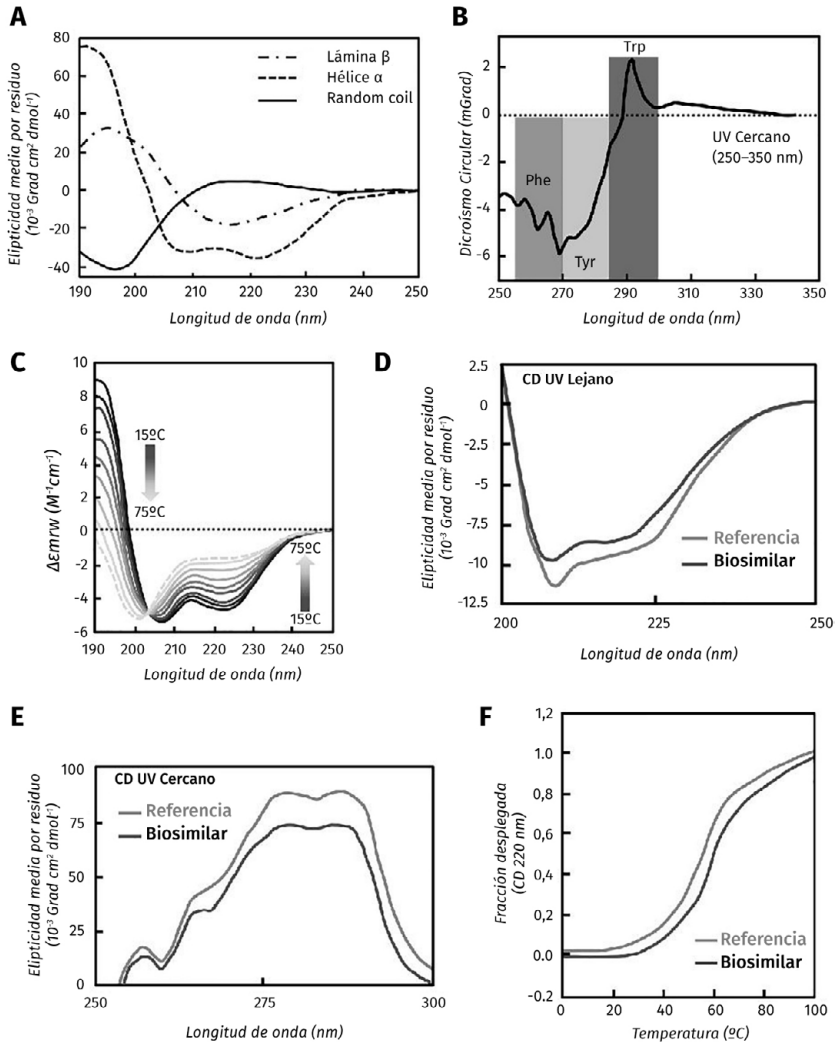 A
Elipticidad media por residuo
(10⁻³ Grad cm² dmol⁻¹)
80
60
40
20
0
-20
-40
Lámina β
Hélice α
Random coil
190
200
210
220
230
240
250
Longitud de onda (nm)
B
Dicroísmo Circular (mGrad)
2
0
-2
-4
-6
Trp
Phe
Tyr
UV Cercano
(250–350 nm)
250
270
290
310
330
350
Longitud de onda (nm)
C
Δεmrw (M⁻¹cm⁻¹)
10
8
6
4
2
0
-2
-4
-6
15ºC
75ºC
75ºC
15ºC
190
200
210
220
230
240
250
Longitud de onda (nm)
D
Elipticidad media por residuo
(10⁻³ Grad cm² dmol⁻¹)
2.5
0
-2.5
-5
-7.5
-10
-12.5
CD UV Lejano
Referencia
Biosimilar
200
225
250
Longitud de onda (nm)
E
Elipticidad media por residuo
(10⁻³ Grad cm² dmol⁻¹)
100
75
50
25
0
CD UV Cercano
Referencia
Biosimilar
250
275
300
Longitud de onda (nm)
F
Fracción desplegada
(CD 220 nm)
1,2
1,0
0,8
0,6
0,4
0,2
0.0
-0.2
Referencia
Biosimilar
0
20
40
60
80
100
Temperatura (ºC)